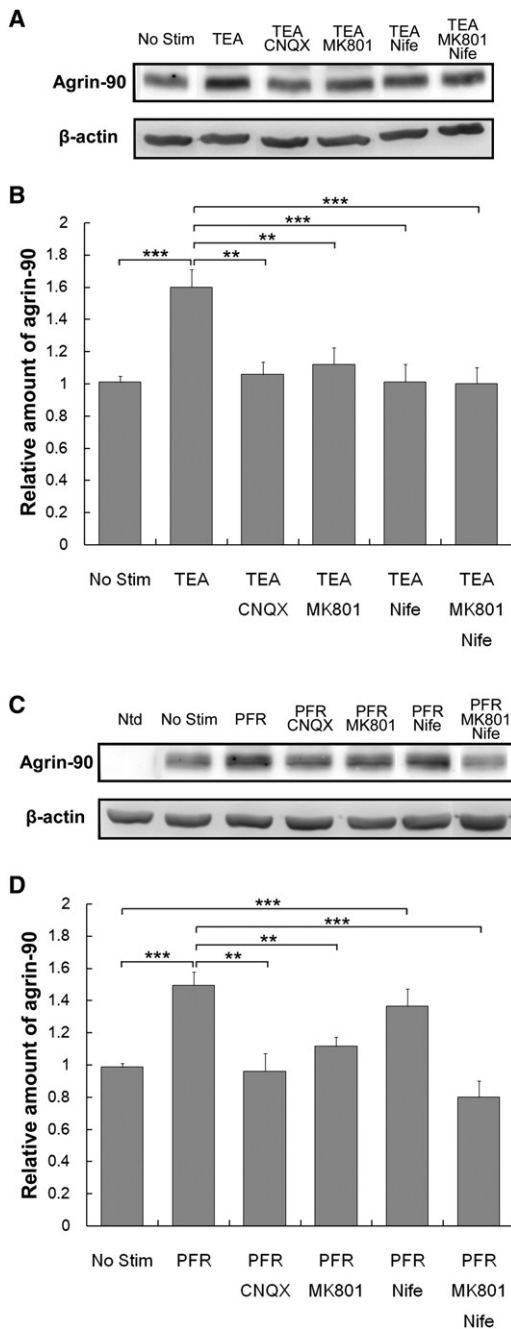 A
No Stim TEA TEA CNQX TEA MK801 TEA Nife TEA MK801 Nife
Agrin-90
β-actin
B
Relative amount of agrin-90
2
1.8
1.6
1.4
1.2
1
0.8
0.6
0.4
0.2
0
***
***
**
*** **
No Stim TEA TEA TEA TEA TEA
CNQX MK801 Nife MK801
Nife
C
Ntd No Stim PFR PFR CNQX PFR MK801 PFR Nife PFR MK801 Nife
Agrin-90
β-actin
D
Relative amount of agrin-90
2
1.8
1.6
1.4
1.2
1
0.8
0.6
0.4
0.2
0
***
***
**
*** **
No Stim PFR PFR PFR PFR PFR
CNQX MK801 Nife MK801
Nife